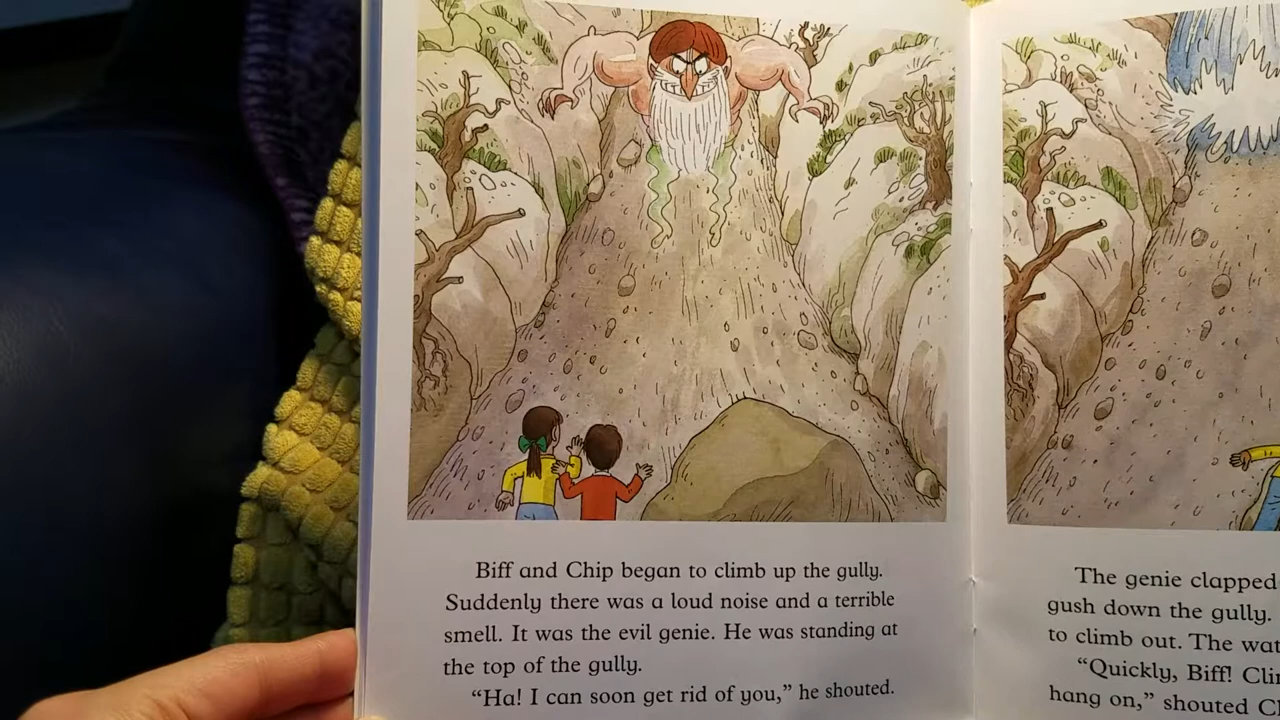 Biff and Chip began to climb up the gully.
Suddenly there was a loud noise and a terrible
smell. It was the evil genie. He was standing at
the top of the gully.
“Ha! I can soon get rid of you,” he shouted.
The genie clapped
gush down the gully.
to climb out. The
“Quickly, Biff!
hang on,” shouted